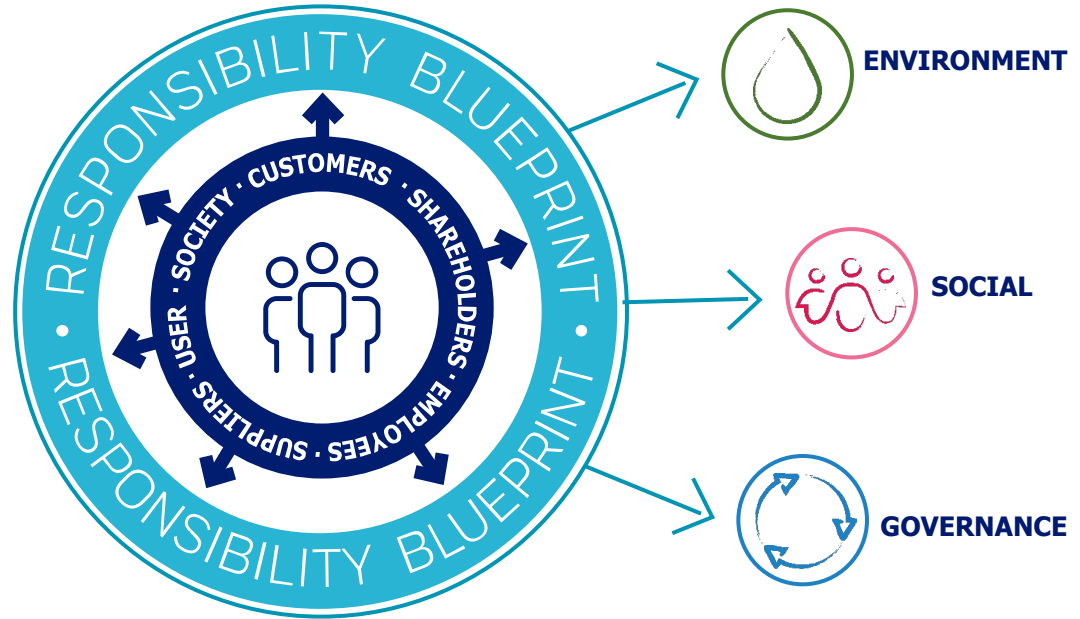 RESPONSIBILITY BLUEPRINT
• RESPONSIBILITY BLUEPRINT •
CUSTOMERS · SHAREHOLDERS · EMPLOYEES · SUPPLIERS · USER · SOCIETY ·
ENVIRONMENT
SOCIAL
GOVERNANCE